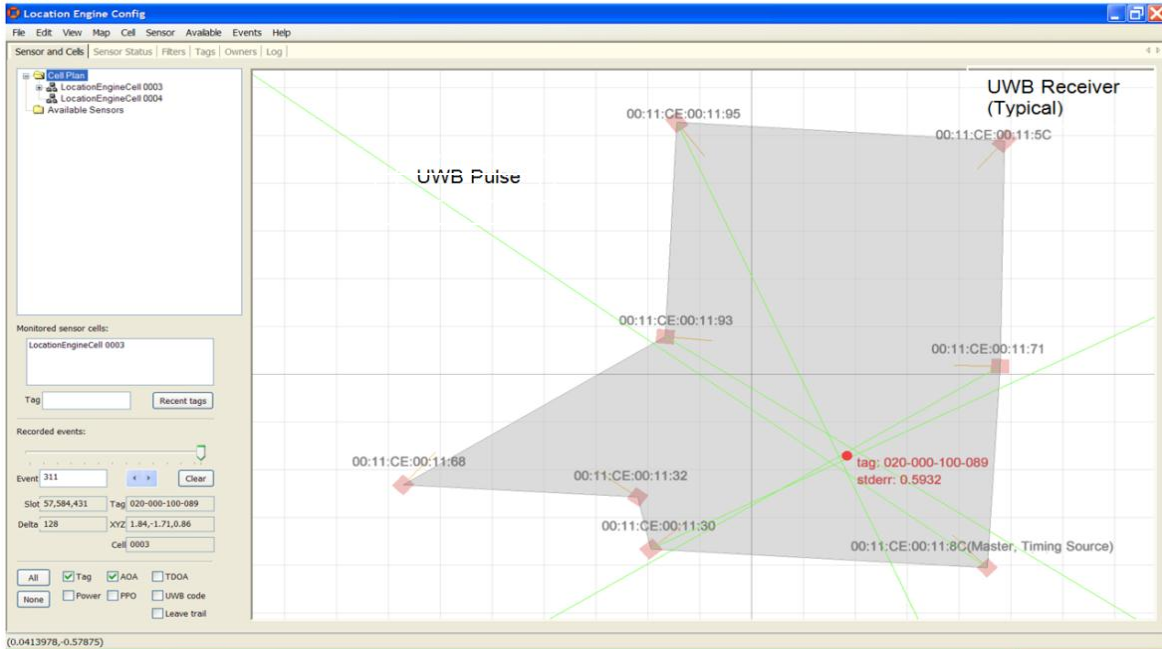 Location Engine Config
File Edit View Map Cell Sensor Available Events Help
Sensor and Cells Sensor Status Filters Tags Owners Log
Cell Plan
LocationEngineCell 0003
LocationEngineCell 0004
Available Sensors
Monitored sensor cells:
LocationEngineCell 0003
Tag
Recent tags
Recorded events:
Event 311
< >
Clear
Slot 57,584,431 Tag 020-000-100-089
Delta 128 XYZ 1.84,-1.71,0.86
Cell 0003
All Tag AOA TDOA
None Power PPO UWB code
Leave trail
(0.0413978,-0.57875)
UWB Receiver
(Typical)
00:11:CE:00:11:95
00:11:CE:00:11:5C
UWB Pulse
00:11:CE:00:11:93
00:11:CE:00:11:71
00:11:CE:00:11:68
tag: 020-000-100-089
stderr: 0.5932
00:11:CE:00:11:32
00:11:CE:00:11:30
00:11:CE:00:11:8C(Master, Timing Source)